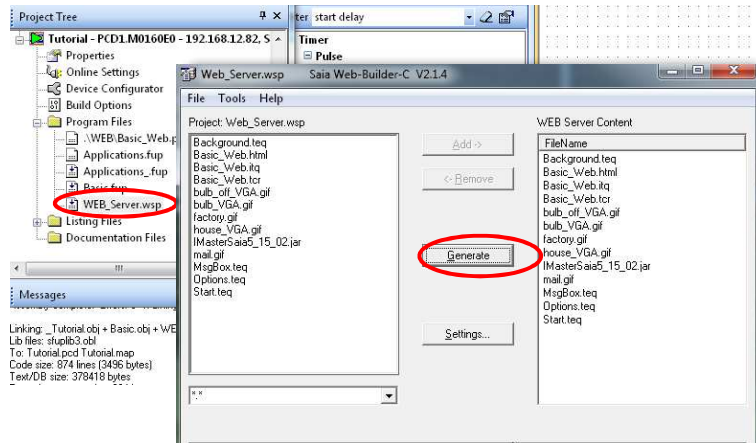 Project Tree
Tutorial - PCD1.M0160E0 - 192.168.12.82, S
Properties
Online Settings
Device Configurator
Build Options
Program Files
.\WEB\Basic_Web.p
Applications.fup
Applications_.fup
Basic.fup
WEB_Server.wsp
Listing Files
Documentation Files
Messages
Linking: _Tutorial.obj + Basic.obj + WE
Lib files: sfuplib3.obl
To: Tutorial.pcd Tutorial.map
Code size: 874 lines (3496 bytes)
Text/DB size: 378418 bytes
ter start delay
Timer
Pulse
Web_Server.wsp Saia Web-Builder-C V2.1.4
File Tools Help
Project: Web_Server.wsp
Background.teq
Basic_Web.html
Basic_Web.itq
Basic_Web.tcr
bulb_off_VGA.gif
bulb_VGA.gif
factory.gif
house_VGA.gif
IMasterSaia5_15_02.jar
mail.gif
MsgBox.teq
Options.teq
Start.teq
*.*
Add ->
<- Remove
Generate
Settings...
WEB Server Content
FileName
Background.teq
Basic_Web.html
Basic_Web.itq
Basic_Web.tcr
bulb_off_VGA.gif
bulb_VGA.gif
factory.gif
house_VGA.gif
IMasterSaia5_15_02.jar
mail.gif
MsgBox.teq
Options.teq
Start.teq